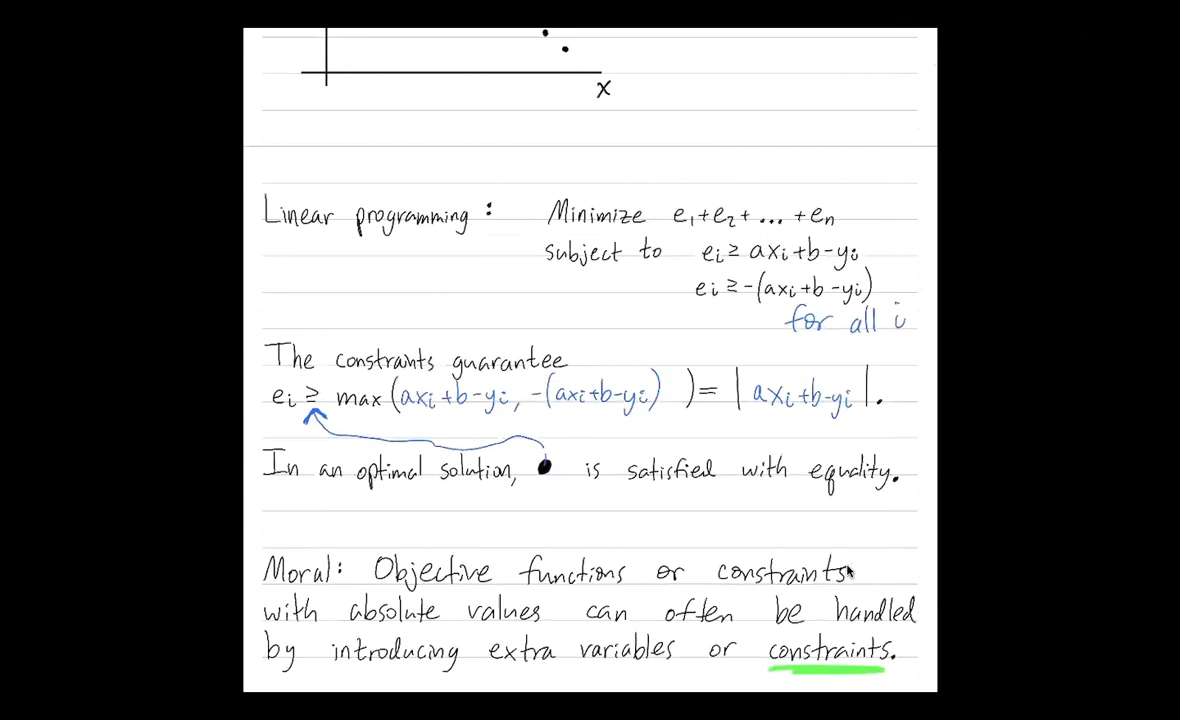 x
Linear programming: Minimize e₁+e₂+...+eₙ
subject to eᵢ ≥ axᵢ+b-yᵢ
eᵢ ≥ -(axᵢ+b-yᵢ)
for all i
The constraints guarantee
eᵢ ≥ max(axᵢ+b-yᵢ, -(axᵢ+b-yᵢ)) = |axᵢ+b-yᵢ|.
In an optimal solution, • is satisfied with equality.
Moral: Objective functions or constraints
with absolute values can often be handled
by introducing extra variables or constraints.